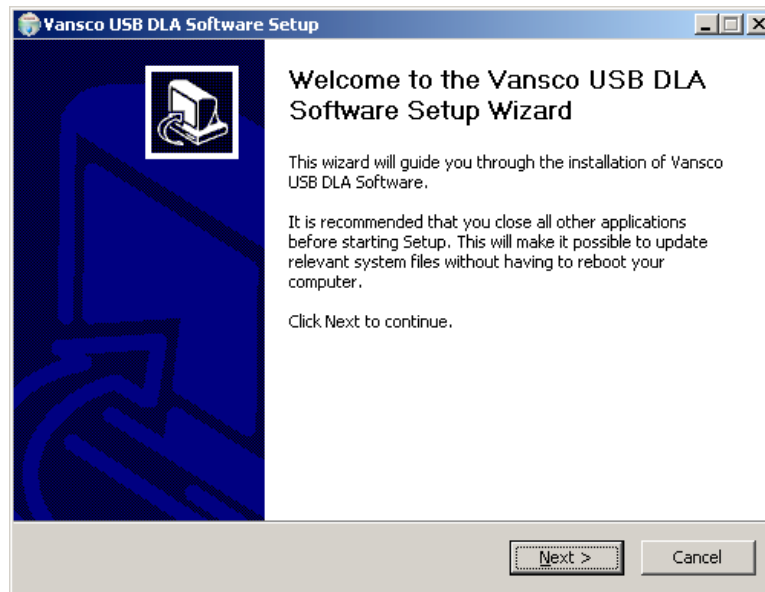 Vansco USB DLA Software Setup
Welcome to the Vansco USB DLA
Software Setup Wizard
This wizard will guide you through the installation of Vansco
USB DLA Software.
It is recommended that you close all other applications
before starting Setup. This will make it possible to update
relevant system files without having to reboot your
computer.
Click Next to continue.
Next >
Cancel